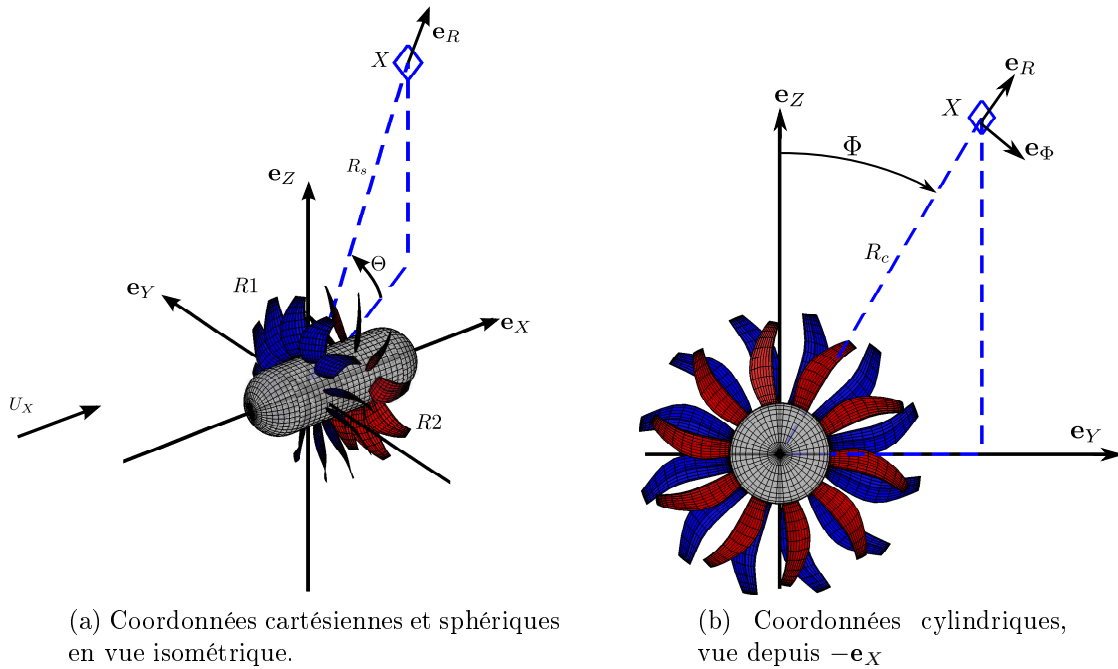 e_R
X
R_s
e_Z
Θ
e_Y
R1
e_X
U_X
R2
(a) Coordonnées cartésiennes et sphériques
en vue isométrique.
e_R
X
e_Z
e_Φ
Φ
R_c
e_Y
(b) Coordonnées cylindriques,
vue depuis −e_X